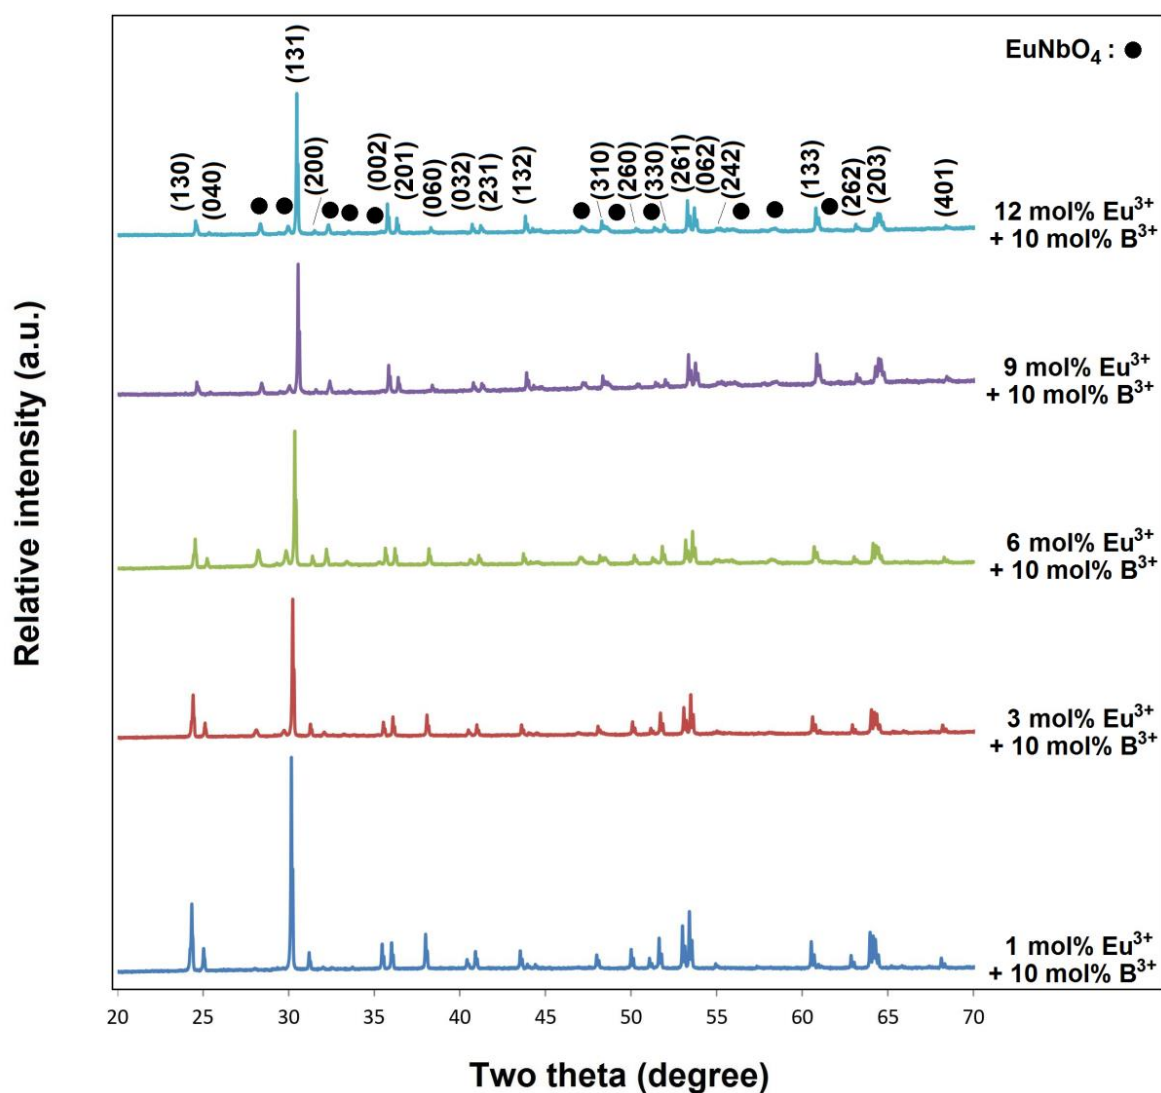 EuNbO₄ : ●
(130)
(040)
(131)
(200)
(002)
(201)
(060)
(032)
(231)
(132)
(310)
(260)
(330)
(261)
(062)
(242)
(133)
(262)
(203)
(401)
12 mol% Eu³⁺
+ 10 mol% B³⁺
9 mol% Eu³⁺
+ 10 mol% B³⁺
6 mol% Eu³⁺
+ 10 mol% B³⁺
3 mol% Eu³⁺
+ 10 mol% B³⁺
1 mol% Eu³⁺
+ 10 mol% B³⁺
Relative intensity (a.u.)
20 25 30 35 40 45 50 55 60 65 70
Two theta (degree)